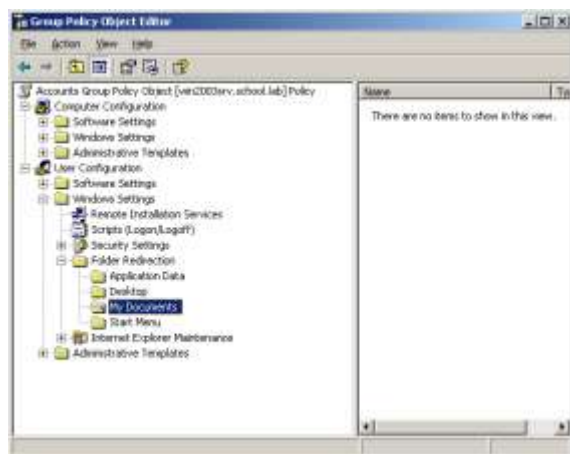 Group Policy Object Editor
File Action View Help
Accounts Group Policy Object [win2003srv.school.lab] Policy
Computer Configuration
Software Settings
Windows Settings
Administrative Templates
User Configuration
Software Settings
Windows Settings
Remote Installation Services
Scripts (Logon/Logoff)
Security Settings
Folder Redirection
Application Data
Desktop
My Documents
Start Menu
Internet Explorer Maintenance
Administrative Templates
Name
There are no items to show in this view.